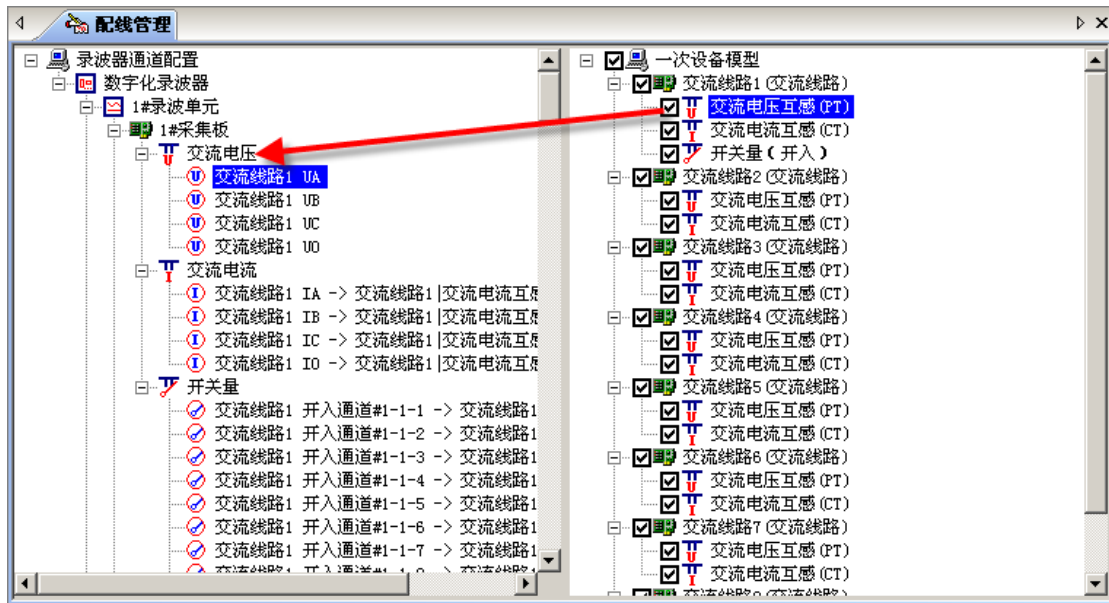 配线管理
录波器通道配置
数字化录波器
1#录波单元
1#采集板
交流电压
交流线路1 UA
交流线路1 UB
交流线路1 UC
交流线路1 UO
交流电流
交流线路1 IA -> 交流线路1|交流电流互感
交流线路1 IB -> 交流线路1|交流电流互感
交流线路1 IC -> 交流线路1|交流电流互感
交流线路1 IO -> 交流线路1|交流电流互感
开关量
交流线路1 开入通道#1-1-1 -> 交流线路1
交流线路1 开入通道#1-1-2 -> 交流线路1
交流线路1 开入通道#1-1-3 -> 交流线路1
交流线路1 开入通道#1-1-4 -> 交流线路1
交流线路1 开入通道#1-1-5 -> 交流线路1
交流线路1 开入通道#1-1-6 -> 交流线路1
交流线路1 开入通道#1-1-7 -> 交流线路1
一次设备模型
交流线路1(交流线路)
交流电压互感(PT)
交流电流互感(CT)
开关量(开入)
交流线路2(交流线路)
交流电压互感(PT)
交流电流互感(CT)
交流线路3(交流线路)
交流电压互感(PT)
交流电流互感(CT)
交流线路4(交流线路)
交流电压互感(PT)
交流电流互感(CT)
交流线路5(交流线路)
交流电压互感(PT)
交流电流互感(CT)
交流线路6(交流线路)
交流电压互感(PT)
交流电流互感(CT)
交流线路7(交流线路)
交流电压互感(PT)
交流电流互感(CT)